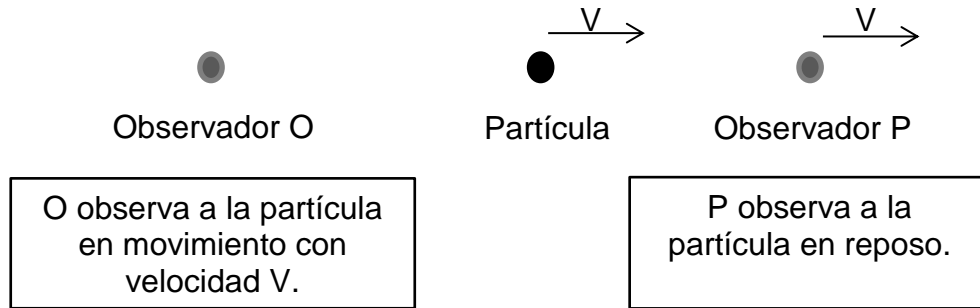 V
V
Observador O
Partícula
Observador P
O observa a la partícula
en movimiento con
velocidad V.
P observa a la
partícula en reposo.